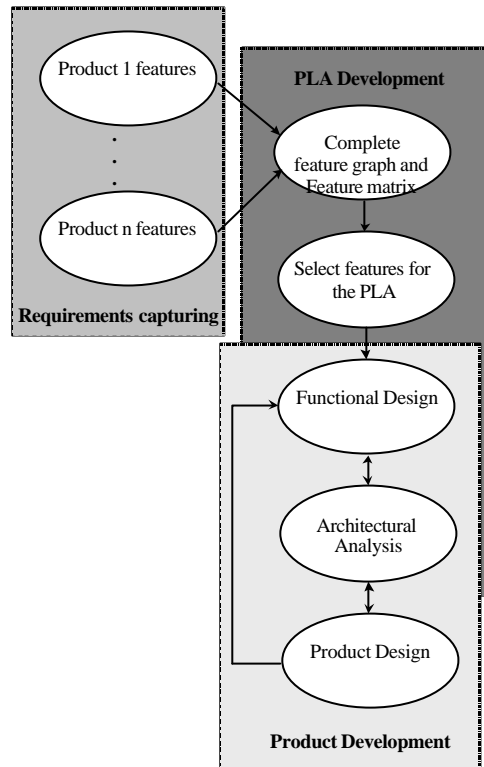 Product 1 features
.
.
.
Product n features
Requirements capturing
PLA Development
Complete
feature graph and
Feature matrix
Select features for
the PLA
Functional Design
Architectural
Analysis
Product Design
Product Development